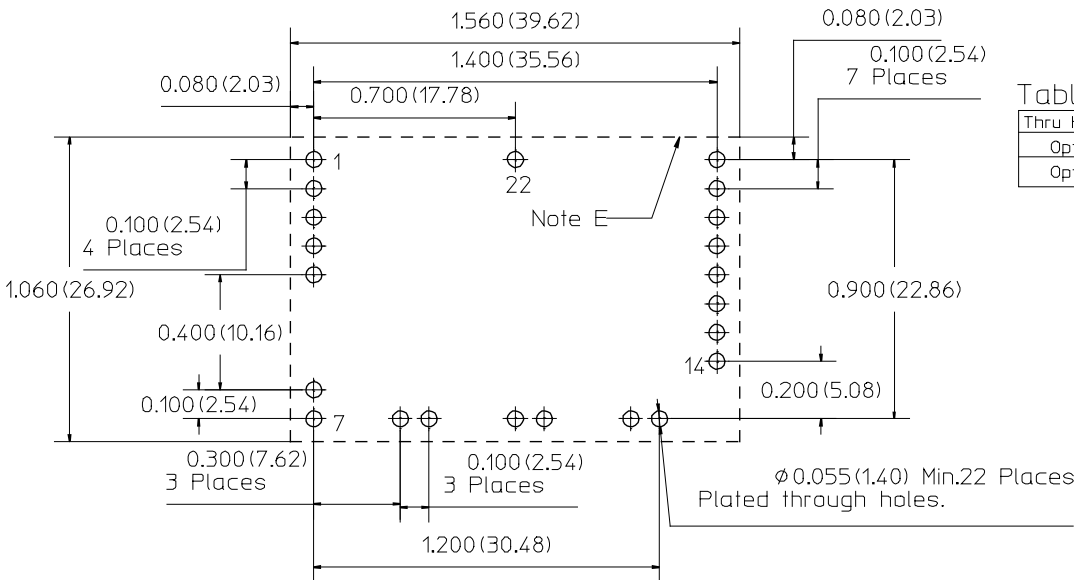 1.560(39.62)
0.080(2.03)
1.400(35.56)
0.100(2.54)
7 Places
0.080(2.03)
0.700(17.78)
Thru
1
22
Note E
0.100(2.54)
4 Places
1.060(26.92)
0.900(22.86)
0.400(10.16)
14
0.200(5.08)
0.100(2.54)
7
0.300(7.62)
3 Places
0.100(2.54)
3 Places
φ0.055(1.40) Min.22 Places
Plated through holes.
1.200(30.48)